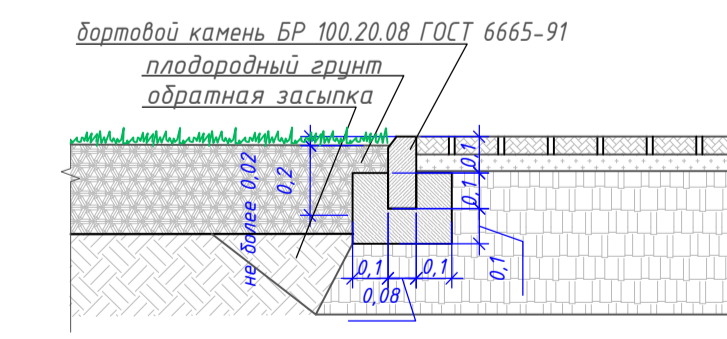 бортовой камень БР 100.20.08 ГОСТ 6665-91
плодородный грунт
обратная засыпка
не более 0,02
0,2
0,1
0,1
0,1
0,1
0,1
0,08